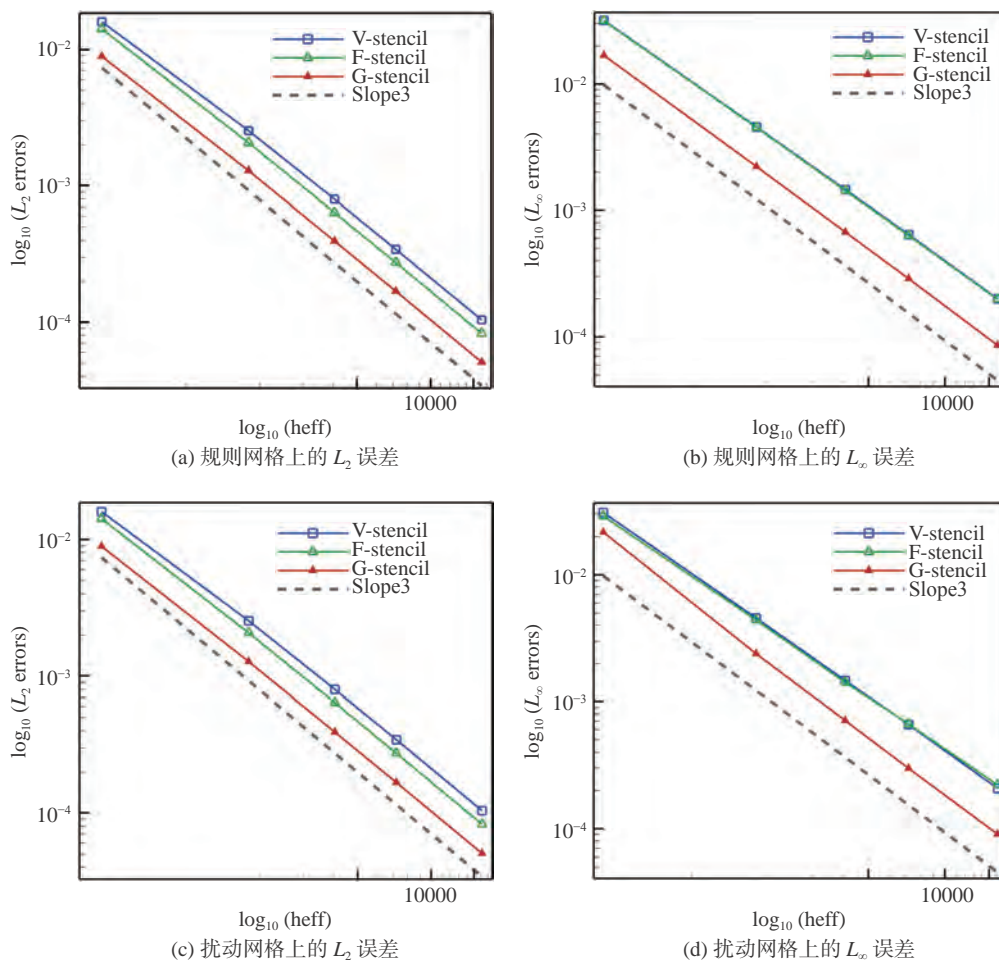 10⁻²
10⁻³
10⁻⁴
log₁₀ (L₂ errors)
V-stencil
F-stencil
G-stencil
Slope3
10000
log₁₀ (heff)
(a) 规则网格上的 L₂ 误差
10⁻²
10⁻³
10⁻⁴
log₁₀ (L∞ errors)
V-stencil
F-stencil
G-stencil
Slope3
10000
log₁₀ (heff)
(b) 规则网格上的 L∞ 误差
10⁻²
10⁻³
10⁻⁴
log₁₀ (L₂ errors)
V-stencil
F-stencil
G-stencil
Slope3
10000
log₁₀ (heff)
(c) 扰动网格上的 L₂ 误差
10⁻²
10⁻³
10⁻⁴
log₁₀ (L∞ errors)
V-stencil
F-stencil
G-stencil
Slope3
10000
log₁₀ (heff)
(d) 扰动网格上的 L∞ 误差